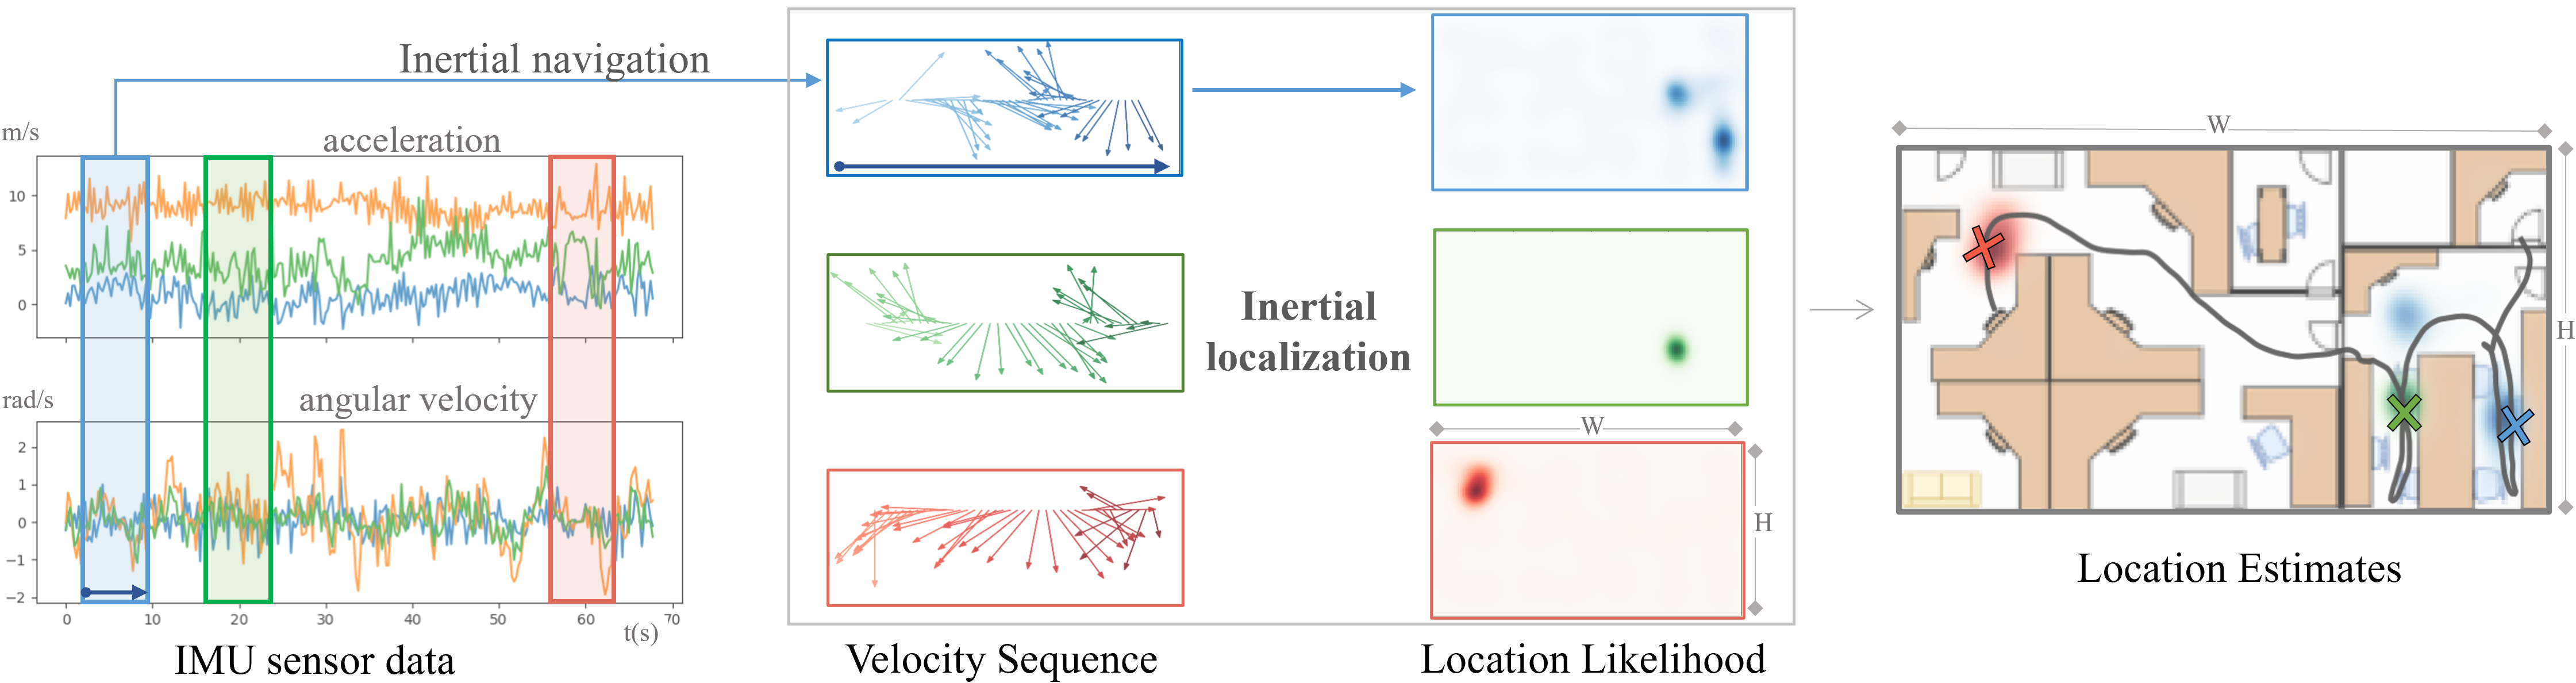 Inertial navigation
m/s
acceleration
10
5
0
rad/s
angular velocity
2
1
0
−1
−2
0 10 20 30 40 50 60 70
t(s)
IMU sensor data
Inertial
localization
W
H
Velocity Sequence
Location Likelihood
W
H
Location Estimates